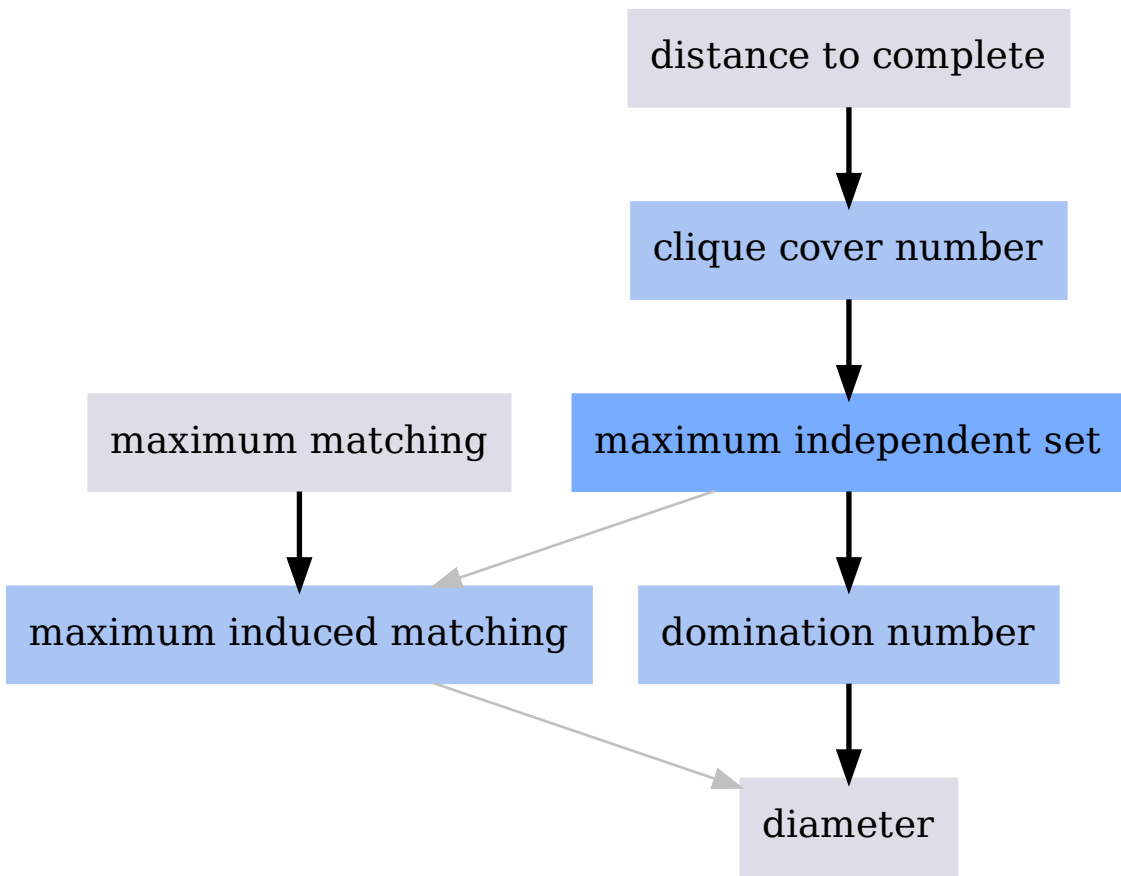 distance to complete
clique cover number
maximum matching
maximum independent set
maximum induced matching
domination number
diameter